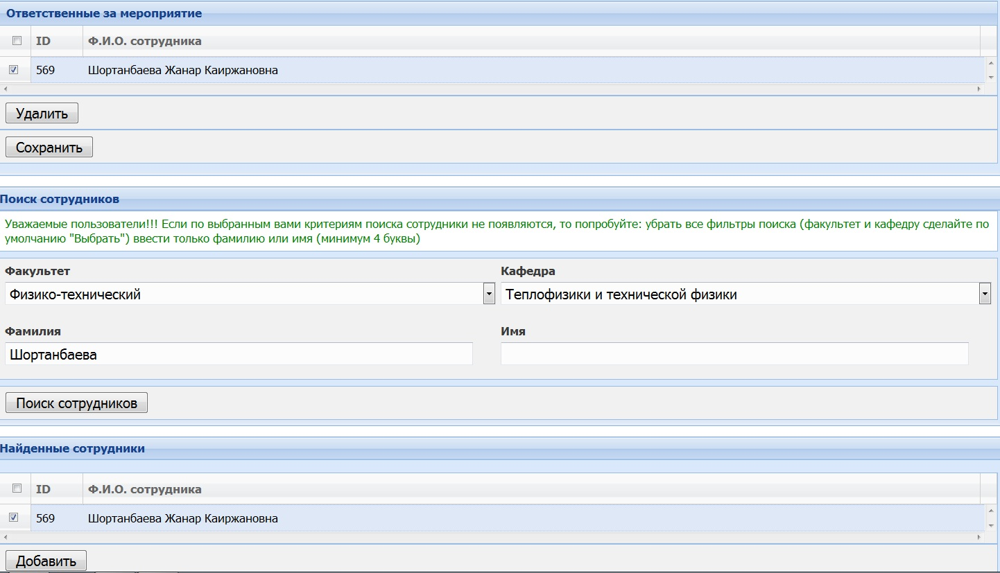 Ответственные за мероприятие
ID Ф.И.О. сотрудника
569 Шортанбаева Жанар Каиржановна
Удалить
Сохранить
Поиск сотрудников
Уважаемые пользователи!!! Если по выбранным вами критериям поиска сотрудники не появляются, то попробуйте: убрать все фильтры поиска (факультет и кафедру сделайте по
умолчанию "Выбрать") ввести только фамилию или имя (минимум 4 буквы)
Факультет Кафедра
Физико-технический Теплофизики и технической физики
Фамилия Имя
Шортанбаева
Поиск сотрудников
Найденные сотрудники
ID Ф.И.О. сотрудника
569 Шортанбаева Жанар Каиржановна
Добавить